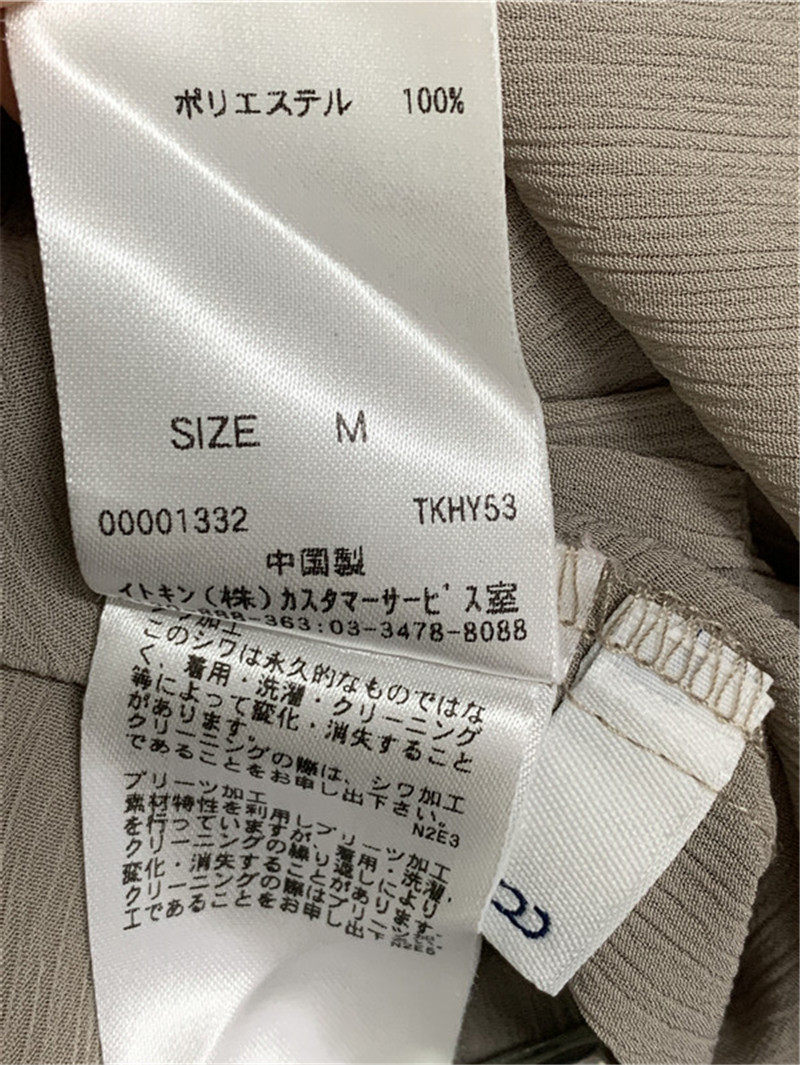 ポリエステル 100%
SIZE M
00001332 TKHY53
中国製
イトキン(株)カスタマーサービス室
-888-363:03-3478-8088
シワ加工
このシワは永久的なものではな
く、着用・洗濯・クリーニング
等によって変化・消失すること
があります。
クリーニングの際は、シワ加工
であることをお申し出下さい。
N2E3
プリーツ加工
素材特性を利用しプリーツ加工
を行っていますが、着用・洗濯、
クリーニングの繰り返しにより
変化・消失することがあります。
クリーニングの際はプリーツ加
工であることをお申し出下